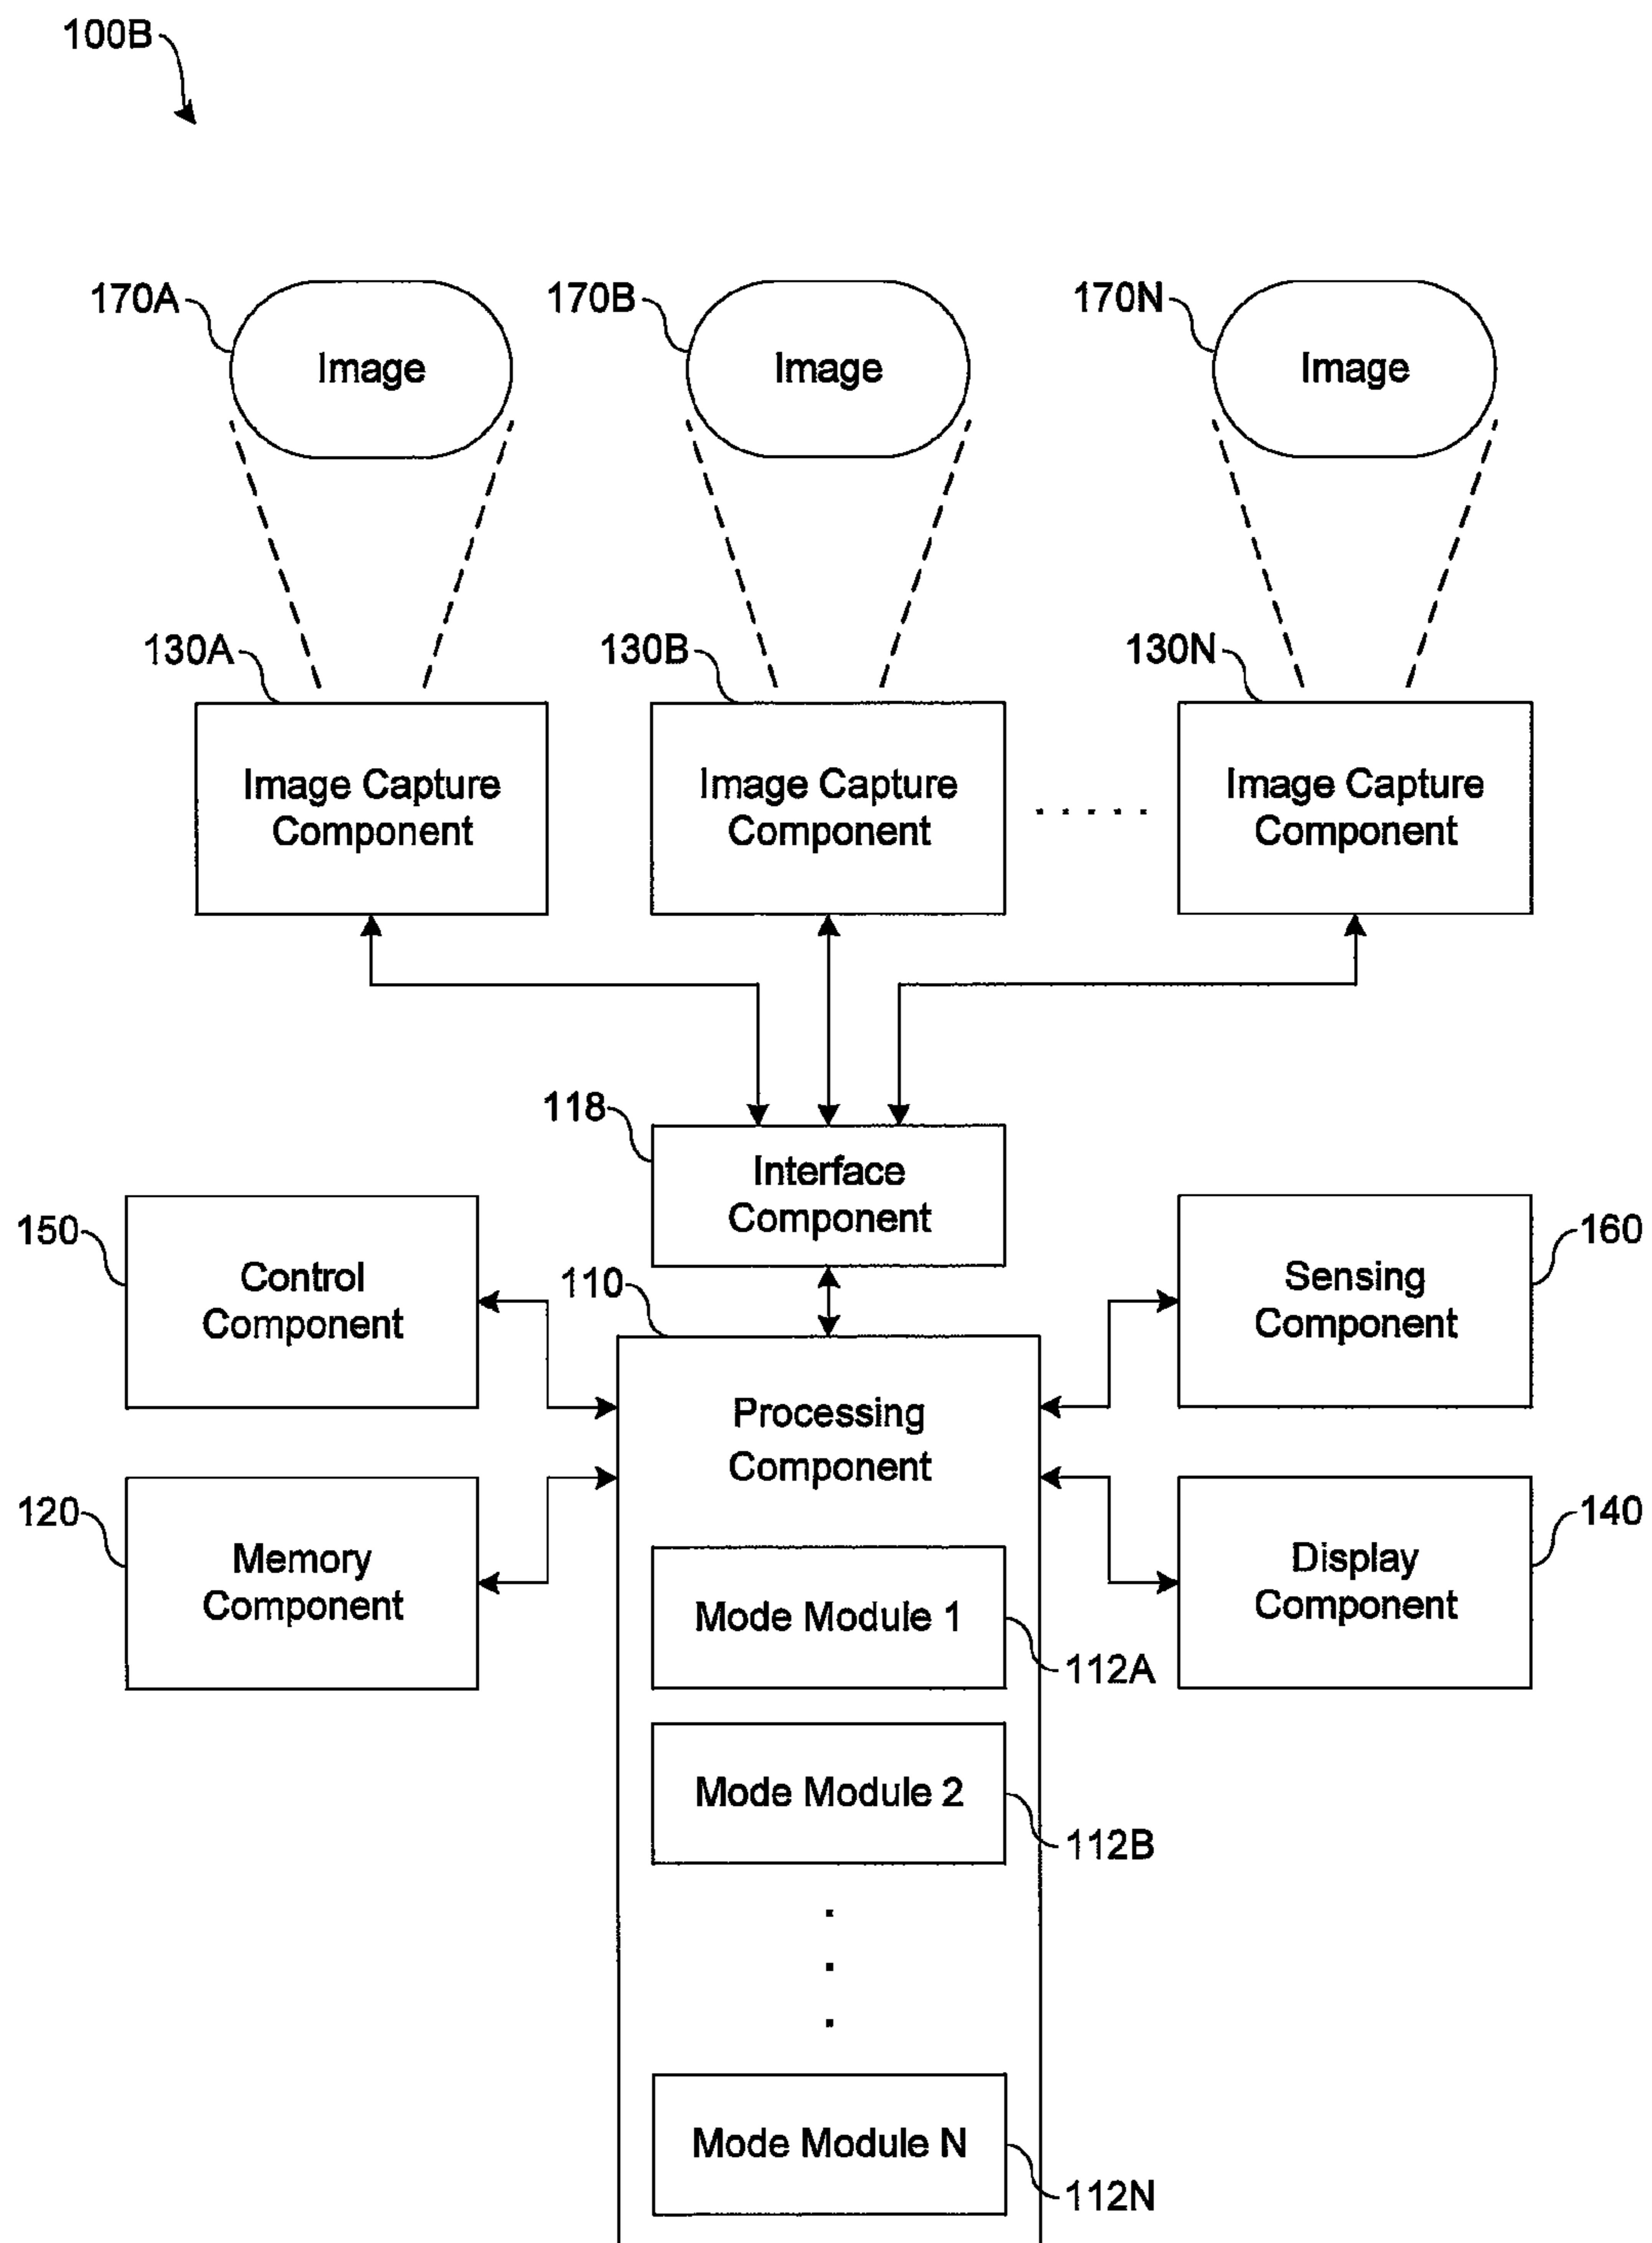 100B
170A
170B
170N
Image
Image
Image
130A
130B
130N
Image Capture
Component
Image Capture
Component
. . . . .
Image Capture
Component
118
Interface
Component
150
Control
Component
110
160
Sensing
Component
Processing
Component
120
Memory
Component
140
Display
Component
Mode Module 1
112A
Mode Module 2
112B
Mode Module N
112N